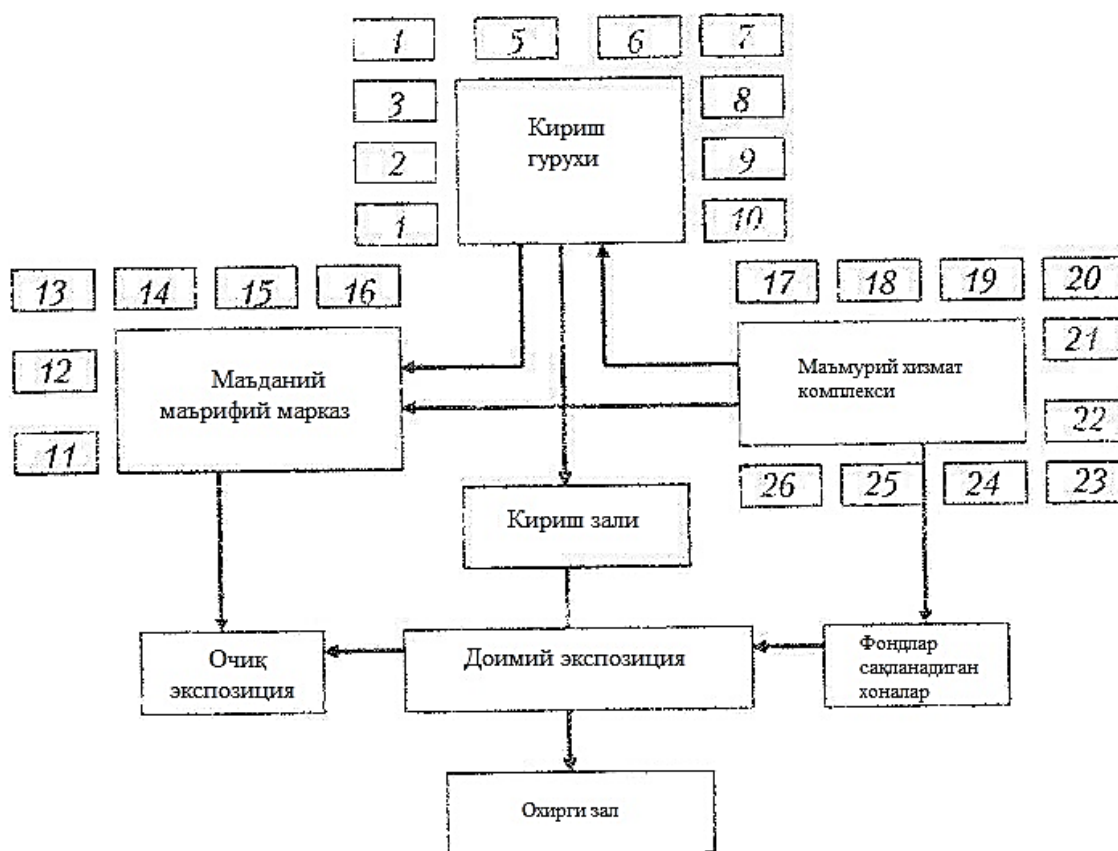 1 5 6 7
3 8
Кириш
гурухи
2 9
1 10
13 14 15 16
17 18 19 20
21
12
Маъданий
маърифий марказ
Маъмурий хизмат
комплекси
22
11
26 25 24 23
Кириш зали
Очиқ
экспозиция
Доимий экспозиция
Фондлар
сақланадиган
хоналар
Охирги зал